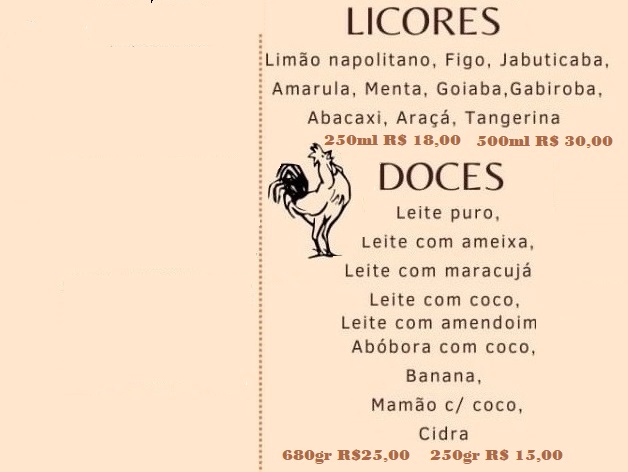 LICORES
Limão napolitano, Figo, Jabuticaba,
Amarula, Menta, Goiaba,Gabiroba,
Abacaxi, Araçá, Tangerina
250ml R$ 18,00 500ml R$ 30,00
DOCES
Leite puro,
Leite com ameixa,
Leite com maracujá
Leite com coco,
Leite com amendoim
Abóbora com coco,
Banana,
Mamão c/ coco,
Cidra
680gr R$25,00 250gr R$ 15,00